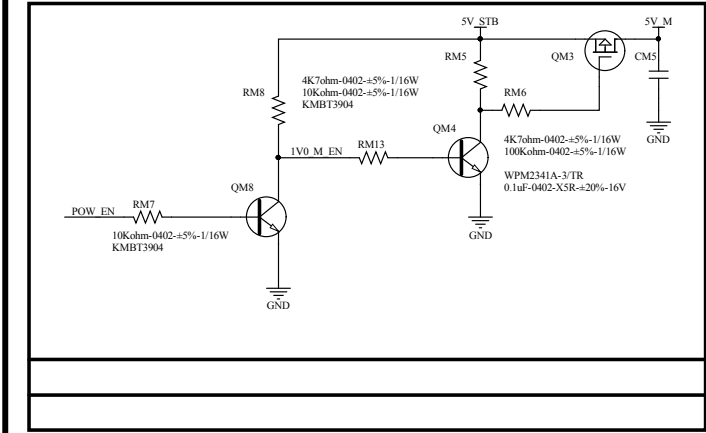 5V_STB
5V_M
RM5
QM3
CM5
RM8
4K7ohm-0402-±5%-1/16W
10Kohm-0402-±5%-1/16W
KMBT3904
RM6
GND
QM4
4K7ohm-0402-±5%-1/16W
100Kohm-0402-±5%-1/16W
1V0_M_EN
RM13
WPM2341A-3/TR
0.1uF-0402-X5R-±20%-16V
QM8
POW_EN
RM7
10Kohm-0402-±5%-1/16W
KMBT3904
GND
GND